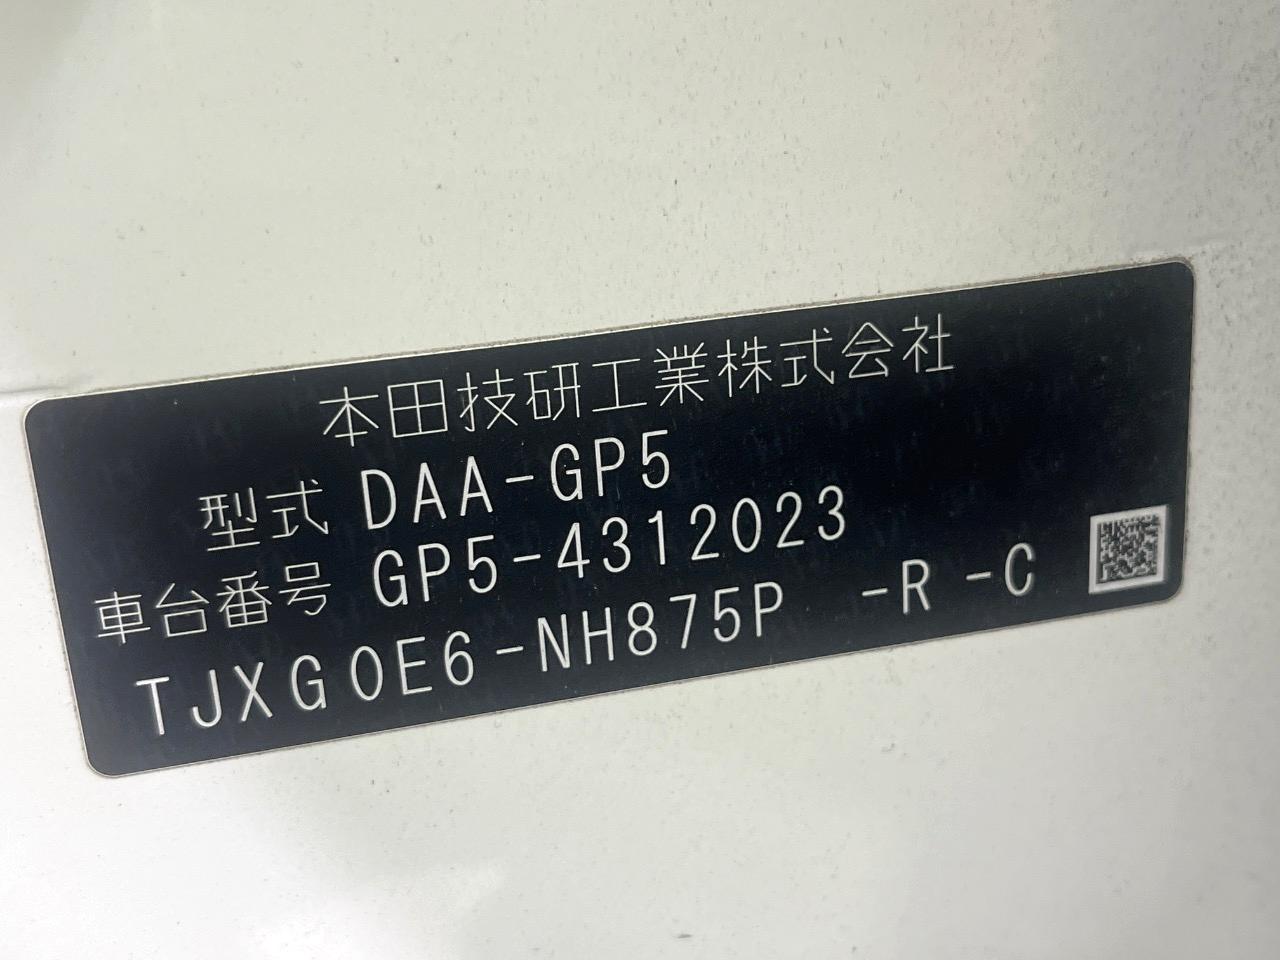 本田技研工業株式会社
型式 DAA-GP5
車台番号 GP5-4312023
TJXG0E6-NH875P -R -C